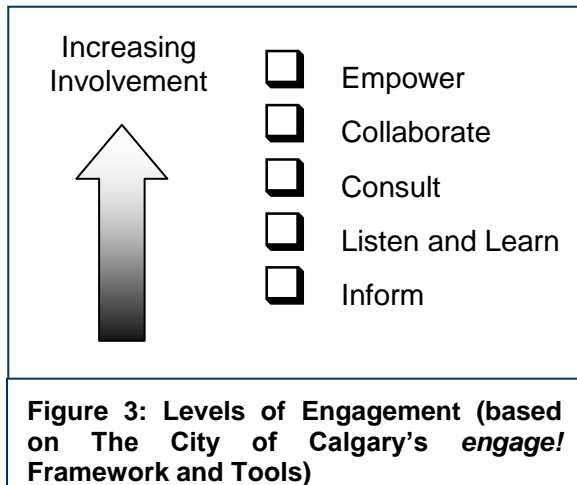 Increasing
Involvement
Empower
Collaborate
Consult
Listen and Learn
Inform
Figure 3: Levels of Engagement (based
on The City of Calgary's engage!
Framework and Tools)